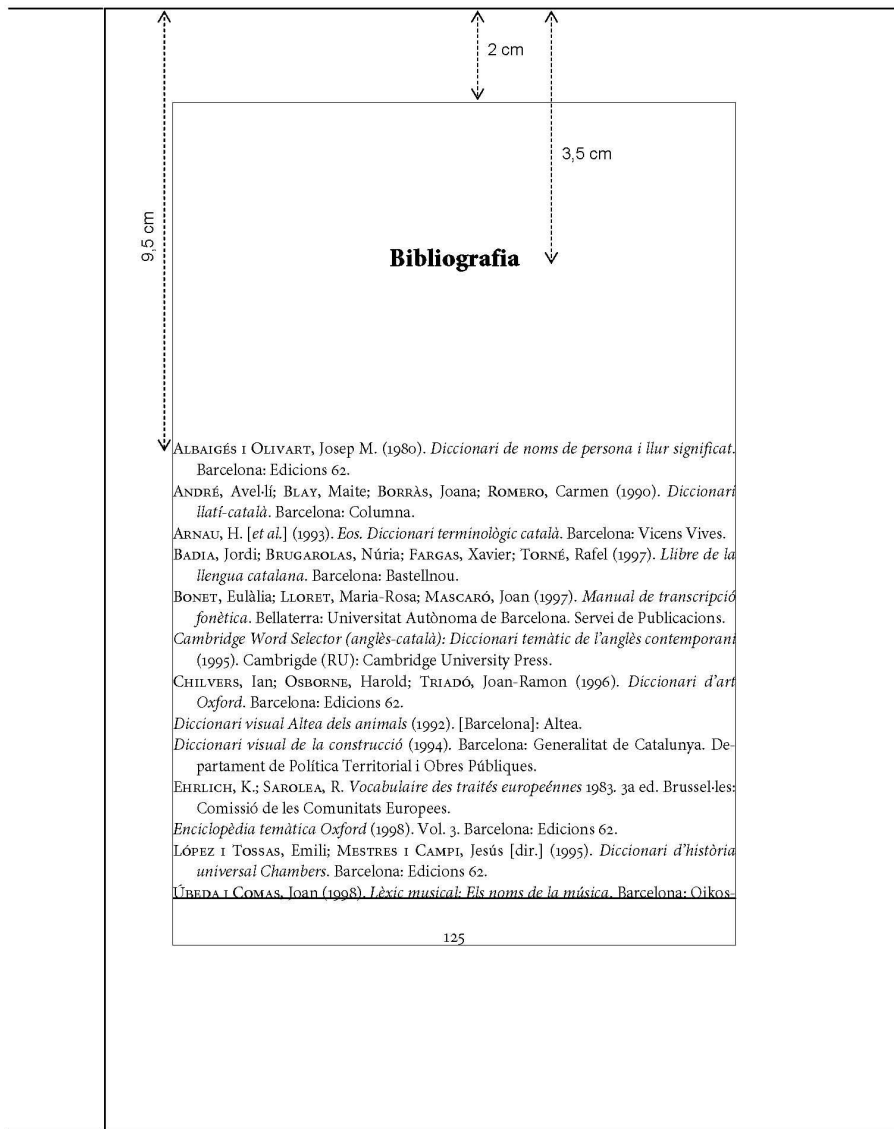 2 cm
3,5 cm
9,5 cm
Bibliografia
Albaigés i Olivart, Josep M. (1980). Diccionari de noms de persona i llur significat.
Barcelona: Edicions 62.
André, Avel·lí; Blay, Maite; Borràs, Joana; Romero, Carmen (1990). Diccionari
llatí-català. Barcelona: Columna.
Arnau, H. [et al.] (1993). Eos. Diccionari terminològic català. Barcelona: Vicens Vives.
Badia, Jordi; Brugarolas, Núria; Fargas, Xavier; Torné, Rafel (1997). Llibre de la
llengua catalana. Barcelona: Bastellnou.
Bonet, Eulàlia; Lloret, Maria-Rosa; Mascaró, Joan (1997). Manual de transcripció
fonètica. Bellaterra: Universitat Autònoma de Barcelona. Servei de Publicacions.
Cambridge Word Selector (anglès-català): Diccionari temàtic de l'anglès contemporani
(1995). Cambrigde (RU): Cambridge University Press.
Chilvers, Ian; Osborne, Harold; Triadó, Joan-Ramon (1996). Diccionari d'art
Oxford. Barcelona: Edicions 62.
Diccionari visual Altea dels animals (1992). [Barcelona]: Altea.
Diccionari visual de la construcció (1994). Barcelona: Generalitat de Catalunya. De-
partament de Política Territorial i Obres Públiques.
Ehrlich, K.; Sarolea, R. Vocabulaire des traités europeénnes 1983. 3a ed. Brussel·les:
Comissió de les Comunitats Europees.
Enciclopèdia temàtica Oxford (1998). Vol. 3. Barcelona: Edicions 62.
López i Tossas, Emili; Mestres i Campi, Jesús [dir.] (1995). Diccionari d'història
universal Chambers. Barcelona: Edicions 62.
Úbeda i Comas, Joan (1998). Lèxic musical: Els noms de la música. Barcelona: Oikos-
125